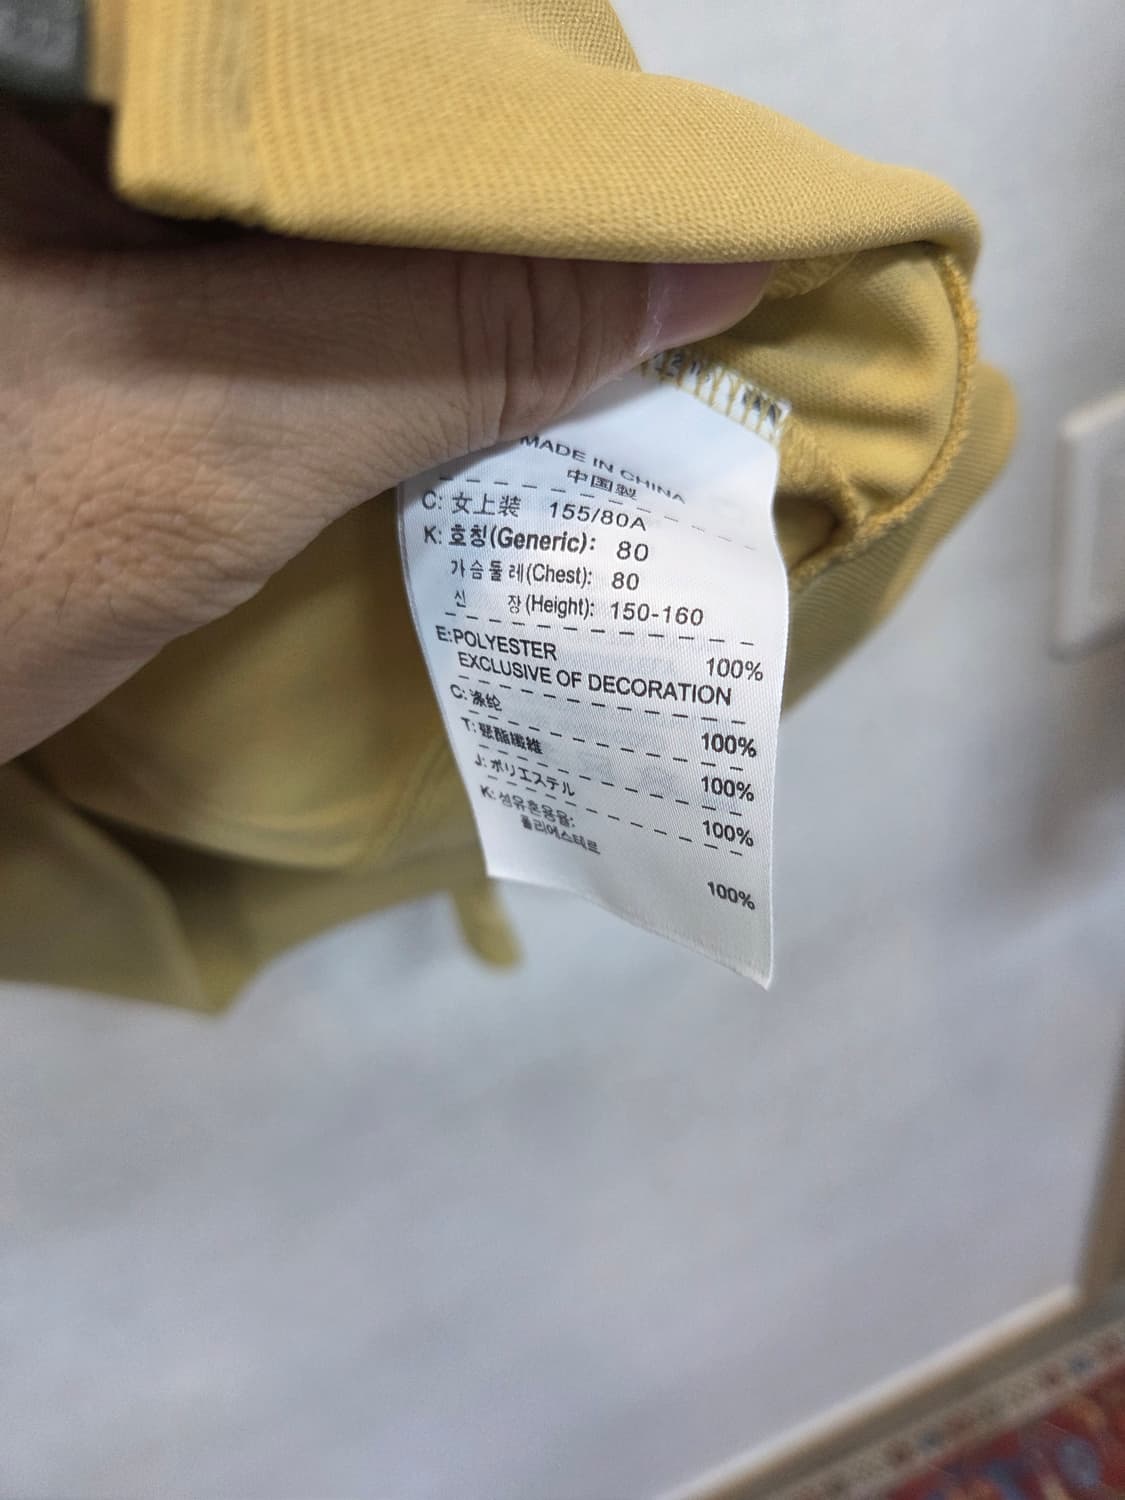 MADE IN CHINA
中国製
C: 女上装 155/80A
K: 호칭(Generic): 80
가슴둘레(Chest): 80
신 장(Height): 150-160
E:POLYESTER 100%
EXCLUSIVE OF DECORATION
C: 涤纶 100%
T: 聚酯纖維 100%
J: ポリエステル 100%
K: 섬유혼용율:
폴리에스테르 100%